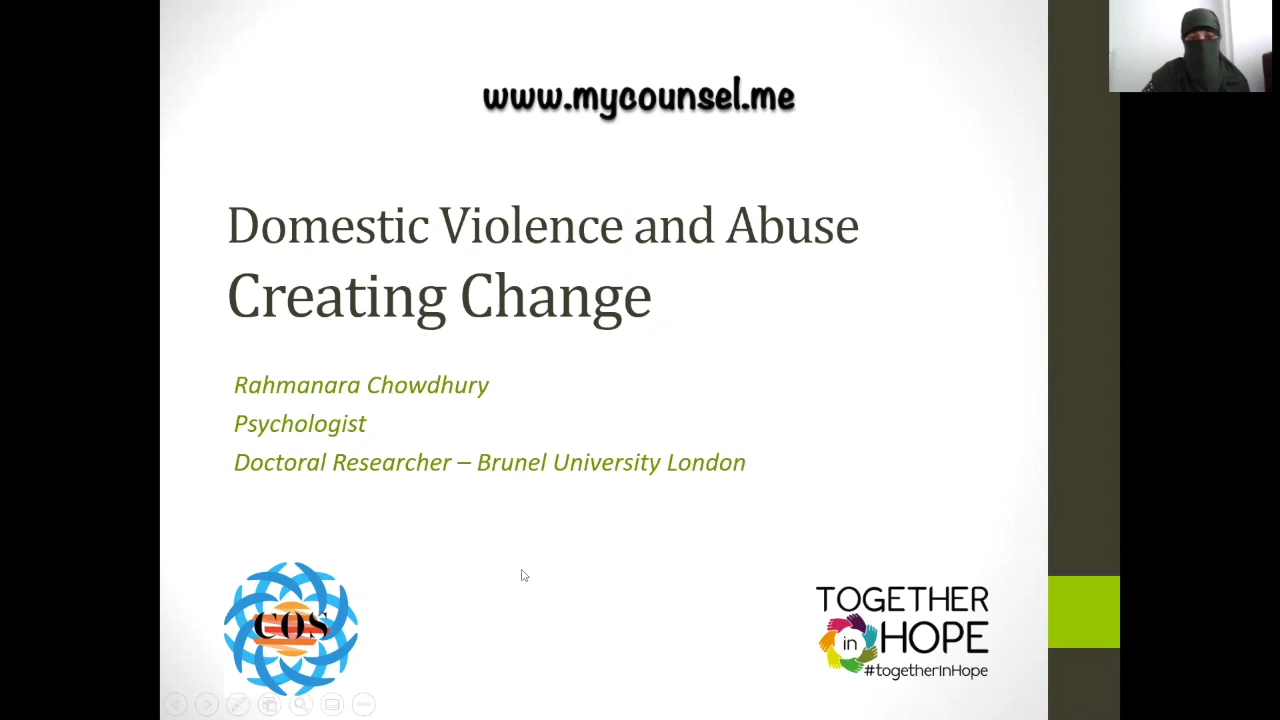 www.mycounsel.me
Domestic Violence and Abuse
Creating Change
Rahmanara Chowdhury
Psychologist
Doctoral Researcher – Brunel University London
COS
TOGETHER
in HOPE
#togetherInHope